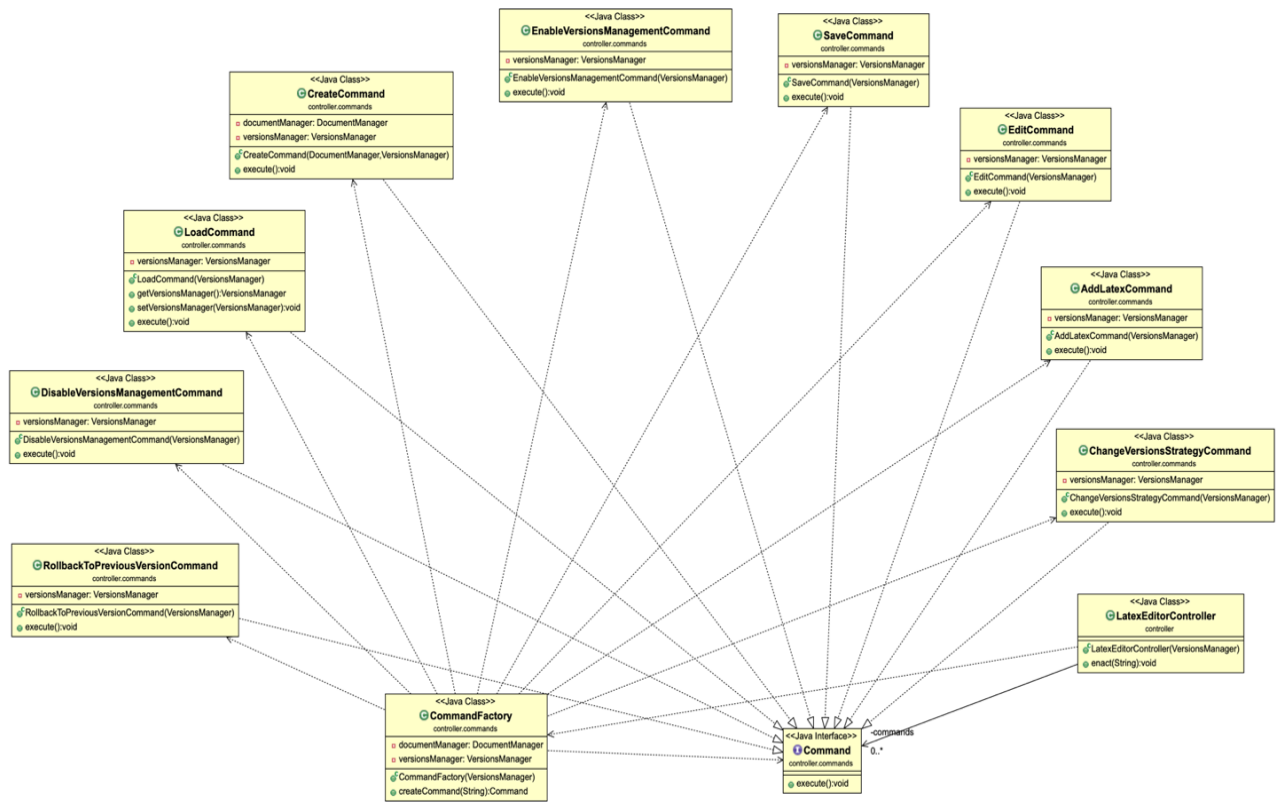 <<Java Class>>
EnableVersionsManagementCommand
controller.commands
versionsManager: VersionsManager
EnableVersionsManagementCommand(VersionsManager)
execute():void
<<Java Class>>
SaveCommand
controller.commands
versionsManager: VersionsManager
SaveCommand(VersionsManager)
execute():void
<<Java Class>>
CreateCommand
controller.commands
documentManager: DocumentManager
versionsManager: VersionsManager
CreateCommand(DocumentManager,VersionsManager)
execute():void
<<Java Class>>
EditCommand
controller.commands
versionsManager: VersionsManager
EditCommand(VersionsManager)
execute():void
<<Java Class>>
LoadCommand
controller.commands
versionsManager: VersionsManager
LoadCommand(VersionsManager)
getVersionsManager():VersionsManager
setVersionsManager(VersionsManager):void
execute():void
<<Java Class>>
AddLatexCommand
controller.commands
versionsManager: VersionsManager
AddLatexCommand(VersionsManager)
execute():void
<<Java Class>>
DisableVersionsManagementCommand
controller.commands
versionsManager: VersionsManager
DisableVersionsManagementCommand(VersionsManager)
execute():void
<<Java Class>>
ChangeVersionsStrategyCommand
controller.commands
versionsManager: VersionsManager
ChangeVersionsStrategyCommand(VersionsManager)
execute():void
<<Java Class>>
RollbackToPreviousVersionCommand
controller.commands
versionsManager: VersionsManager
RollbackToPreviousVersionCommand(VersionsManager)
execute():void
<<Java Class>>
LatexEditorController
controller
LatexEditorController(VersionsManager)
enact(String):void
<<Java Class>>
CommandFactory
controller.commands
documentManager: DocumentManager
versionsManager: VersionsManager
CommandFactory(VersionsManager)
createCommand(String):Command
-commands
0..*
<<Java Interface>>
Command
controller.commands
execute():void